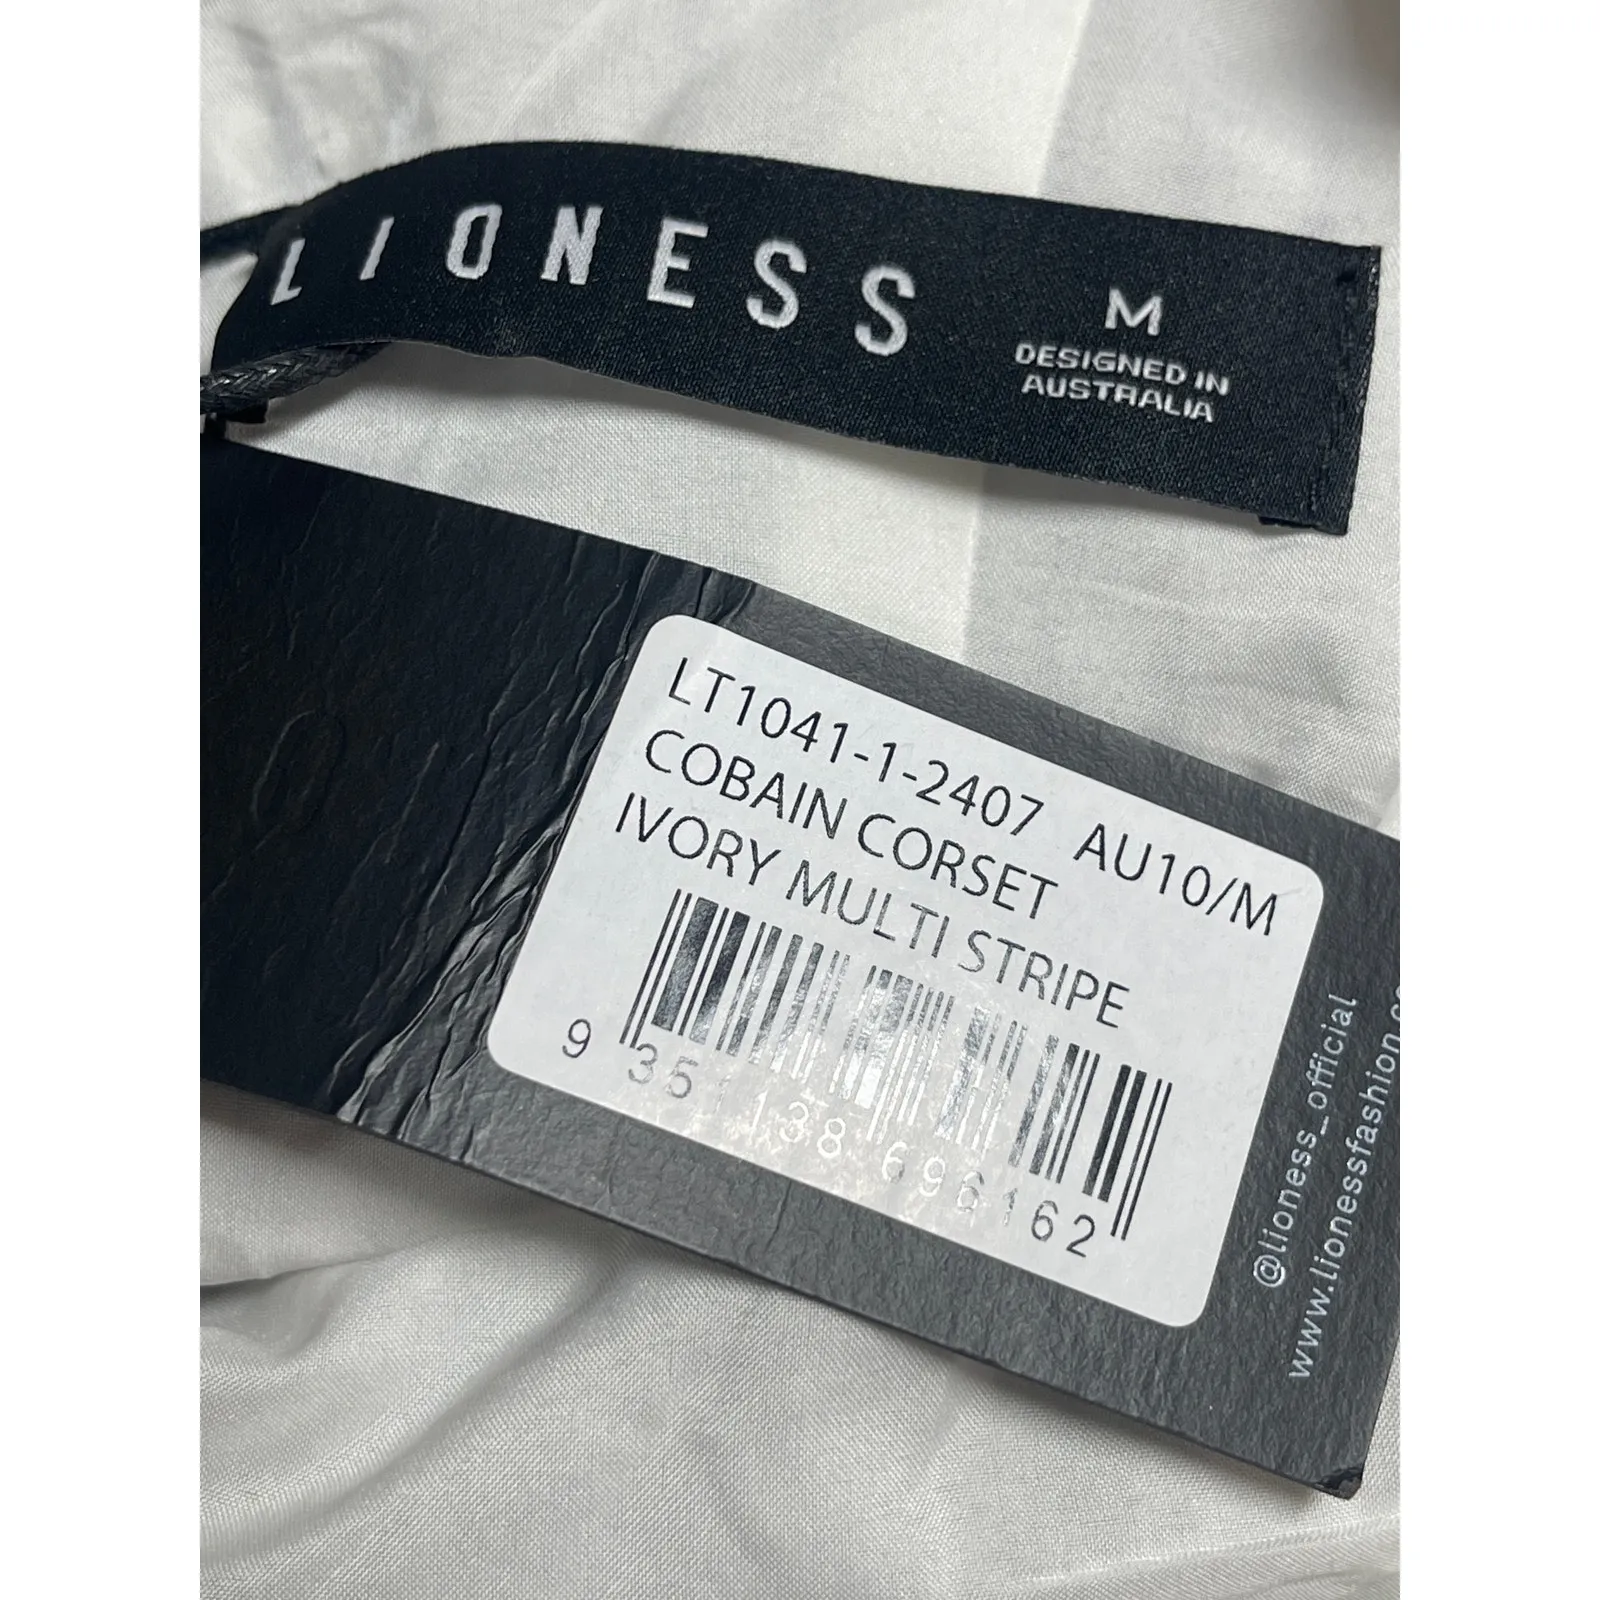 LIONESS
M
DESIGNED IN
AUSTRALIA
LT1041-1-2407 AU10/M
COBAIN CORSET
IVORY MULTI STRIPE
9 351138 696162
@lioness_official
www.lionessfashion.c